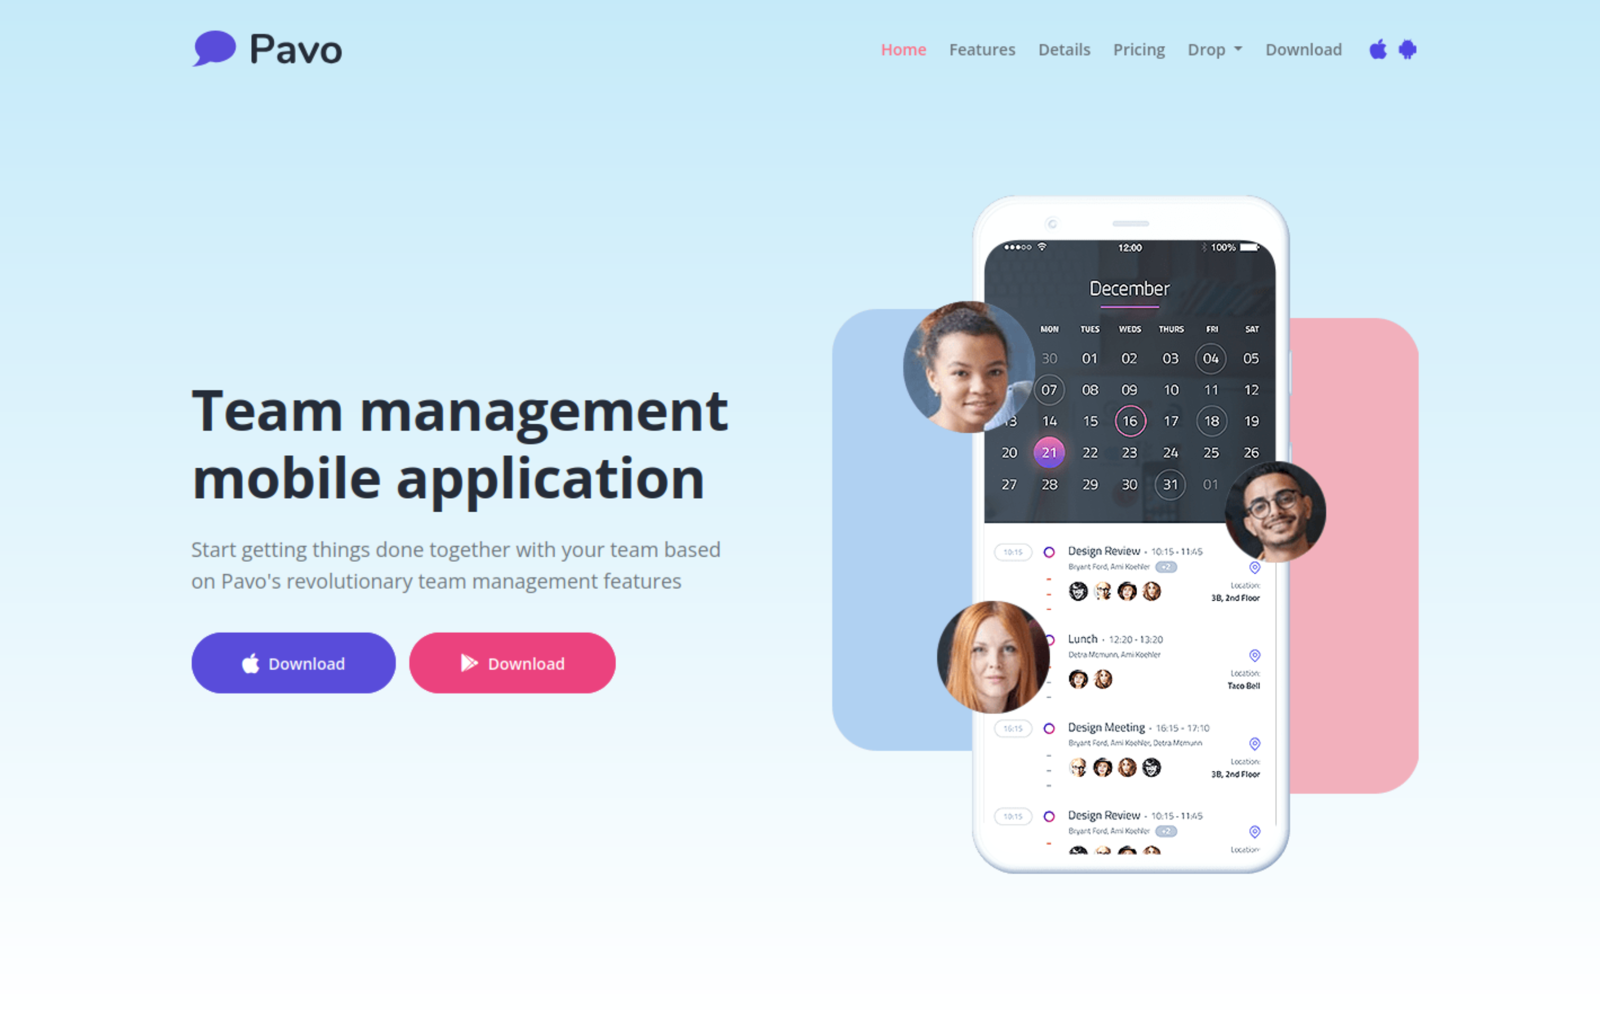 Pavo
Home Features Details Pricing Drop Download
Team management
mobile application
Start getting things done together with your team based
on Pavo's revolutionary team management features
Download
Download
12:00
100%
December
MON TUES WEDS THURS FRI SAT
30 01 02 03 04 05
07 08 09 10 11 12
13 14 15 16 17 18 19
20 21 22 23 24 25 26
27 28 29 30 31 01
10:15 Design Review • 10:15 - 11:45
Bryant Ford, Ami Koehler +2
Location:
3B, 2nd Floor
Lunch • 12:20 - 13:20
Detra Mcmunn, Ami Koehler
Location:
Taco Bell
16:15 Design Meeting • 16:15 - 17:10
Bryant Ford, Ami Koehler, Detra Mcmunn
Location:
3B, 2nd Floor
10:15 Design Review • 10:15 - 11:45
Bryant Ford, Ami Koehler +2
Location: